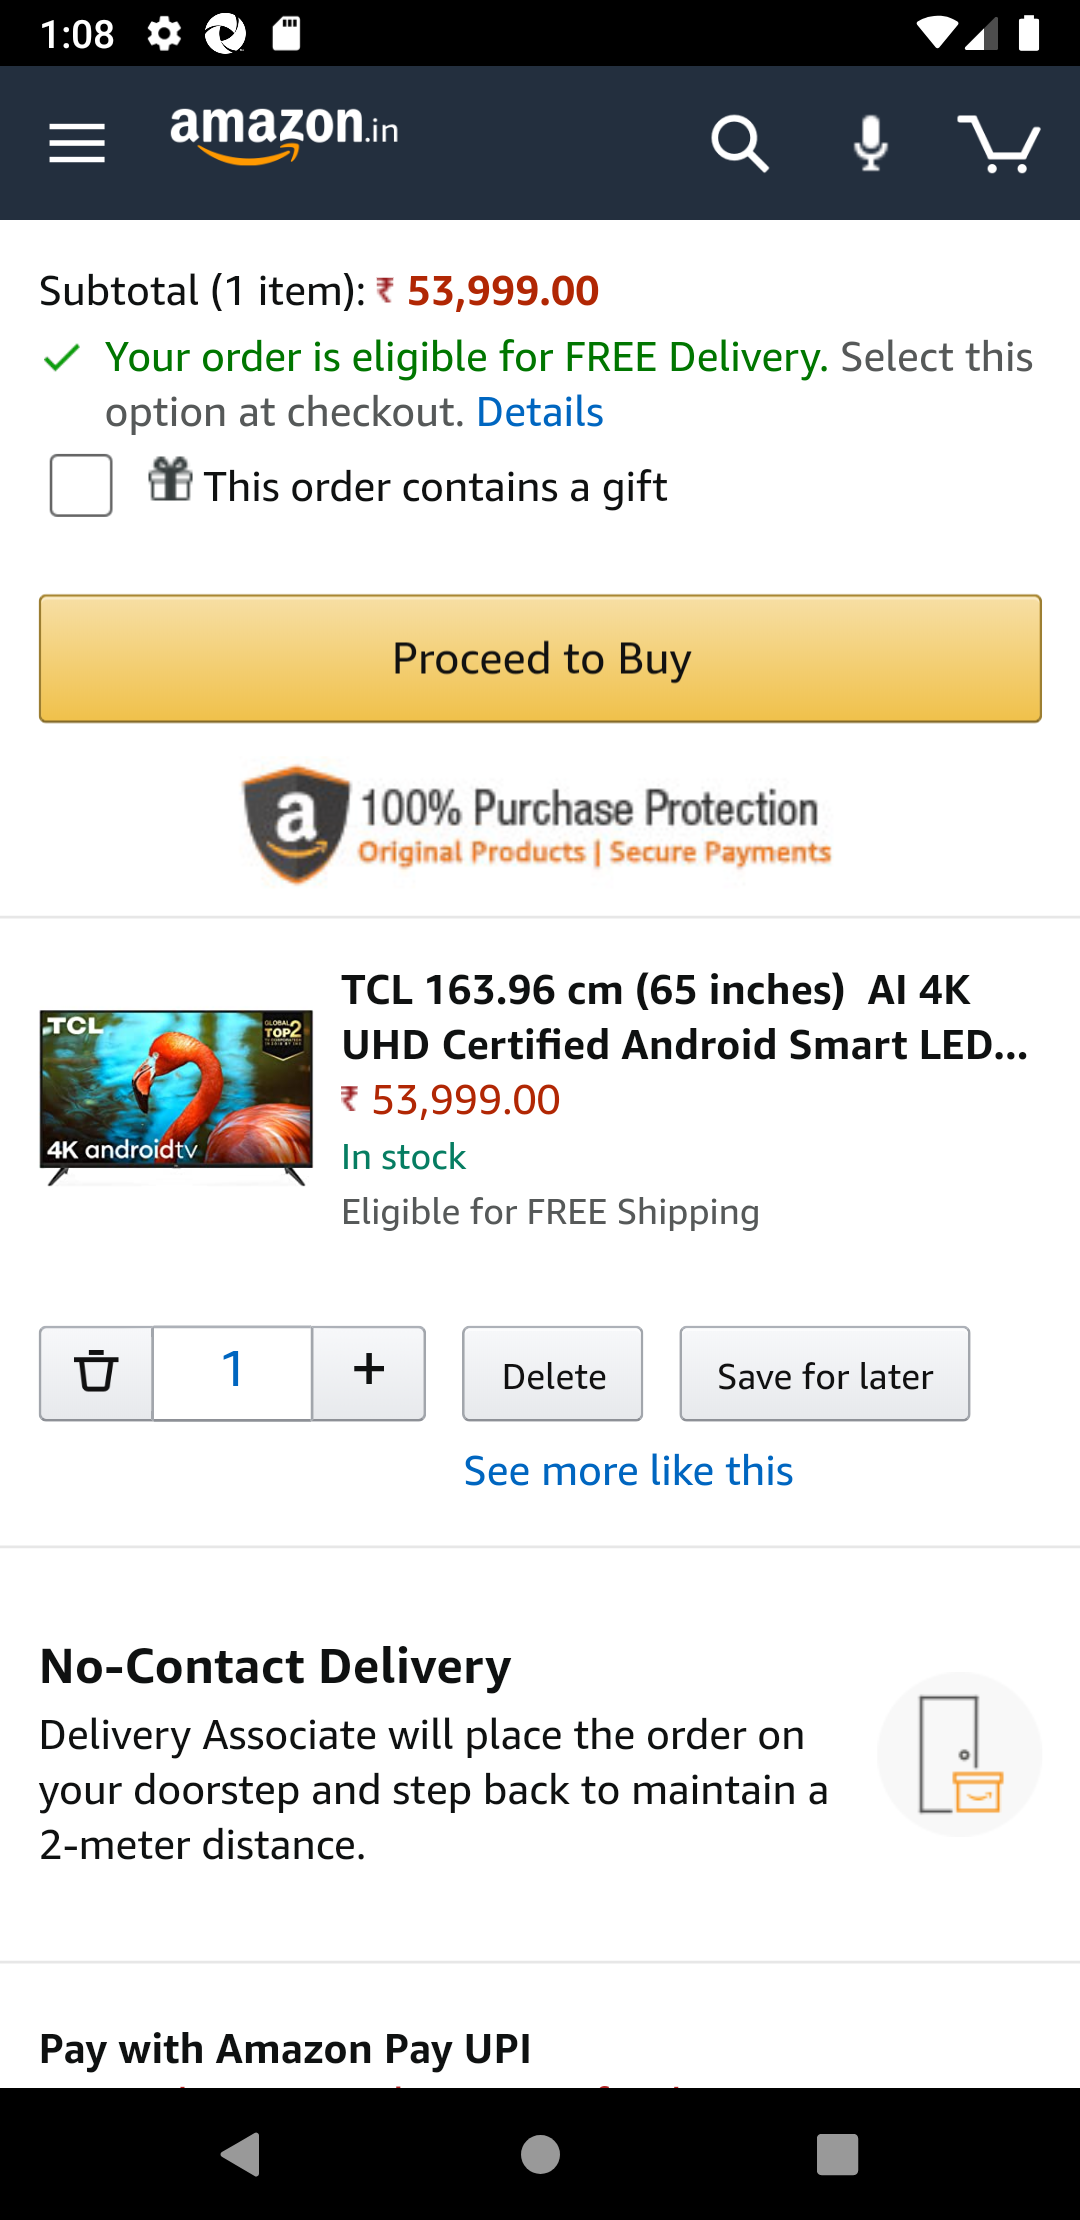 1:08
amazon.in
Subtotal (1 item): ₹ 53,999.00
Your order is eligible for FREE Delivery. Select this
option at checkout. Details
This order contains a gift
Proceed to Buy
a 100% Purchase Protection
Original Products | Secure Payments
TCL 163.96 cm (65 inches) AI 4K
UHD Certified Android Smart LED...
₹ 53,999.00
In stock
Eligible for FREE Shipping
TCL
GLOBAL
TOP2
4K androidtv
1 +
Delete
Save for later
See more like this
No-Contact Delivery
Delivery Associate will place the order on
your doorstep and step back to maintain a
2-meter distance.
Pay with Amazon Pay UPI